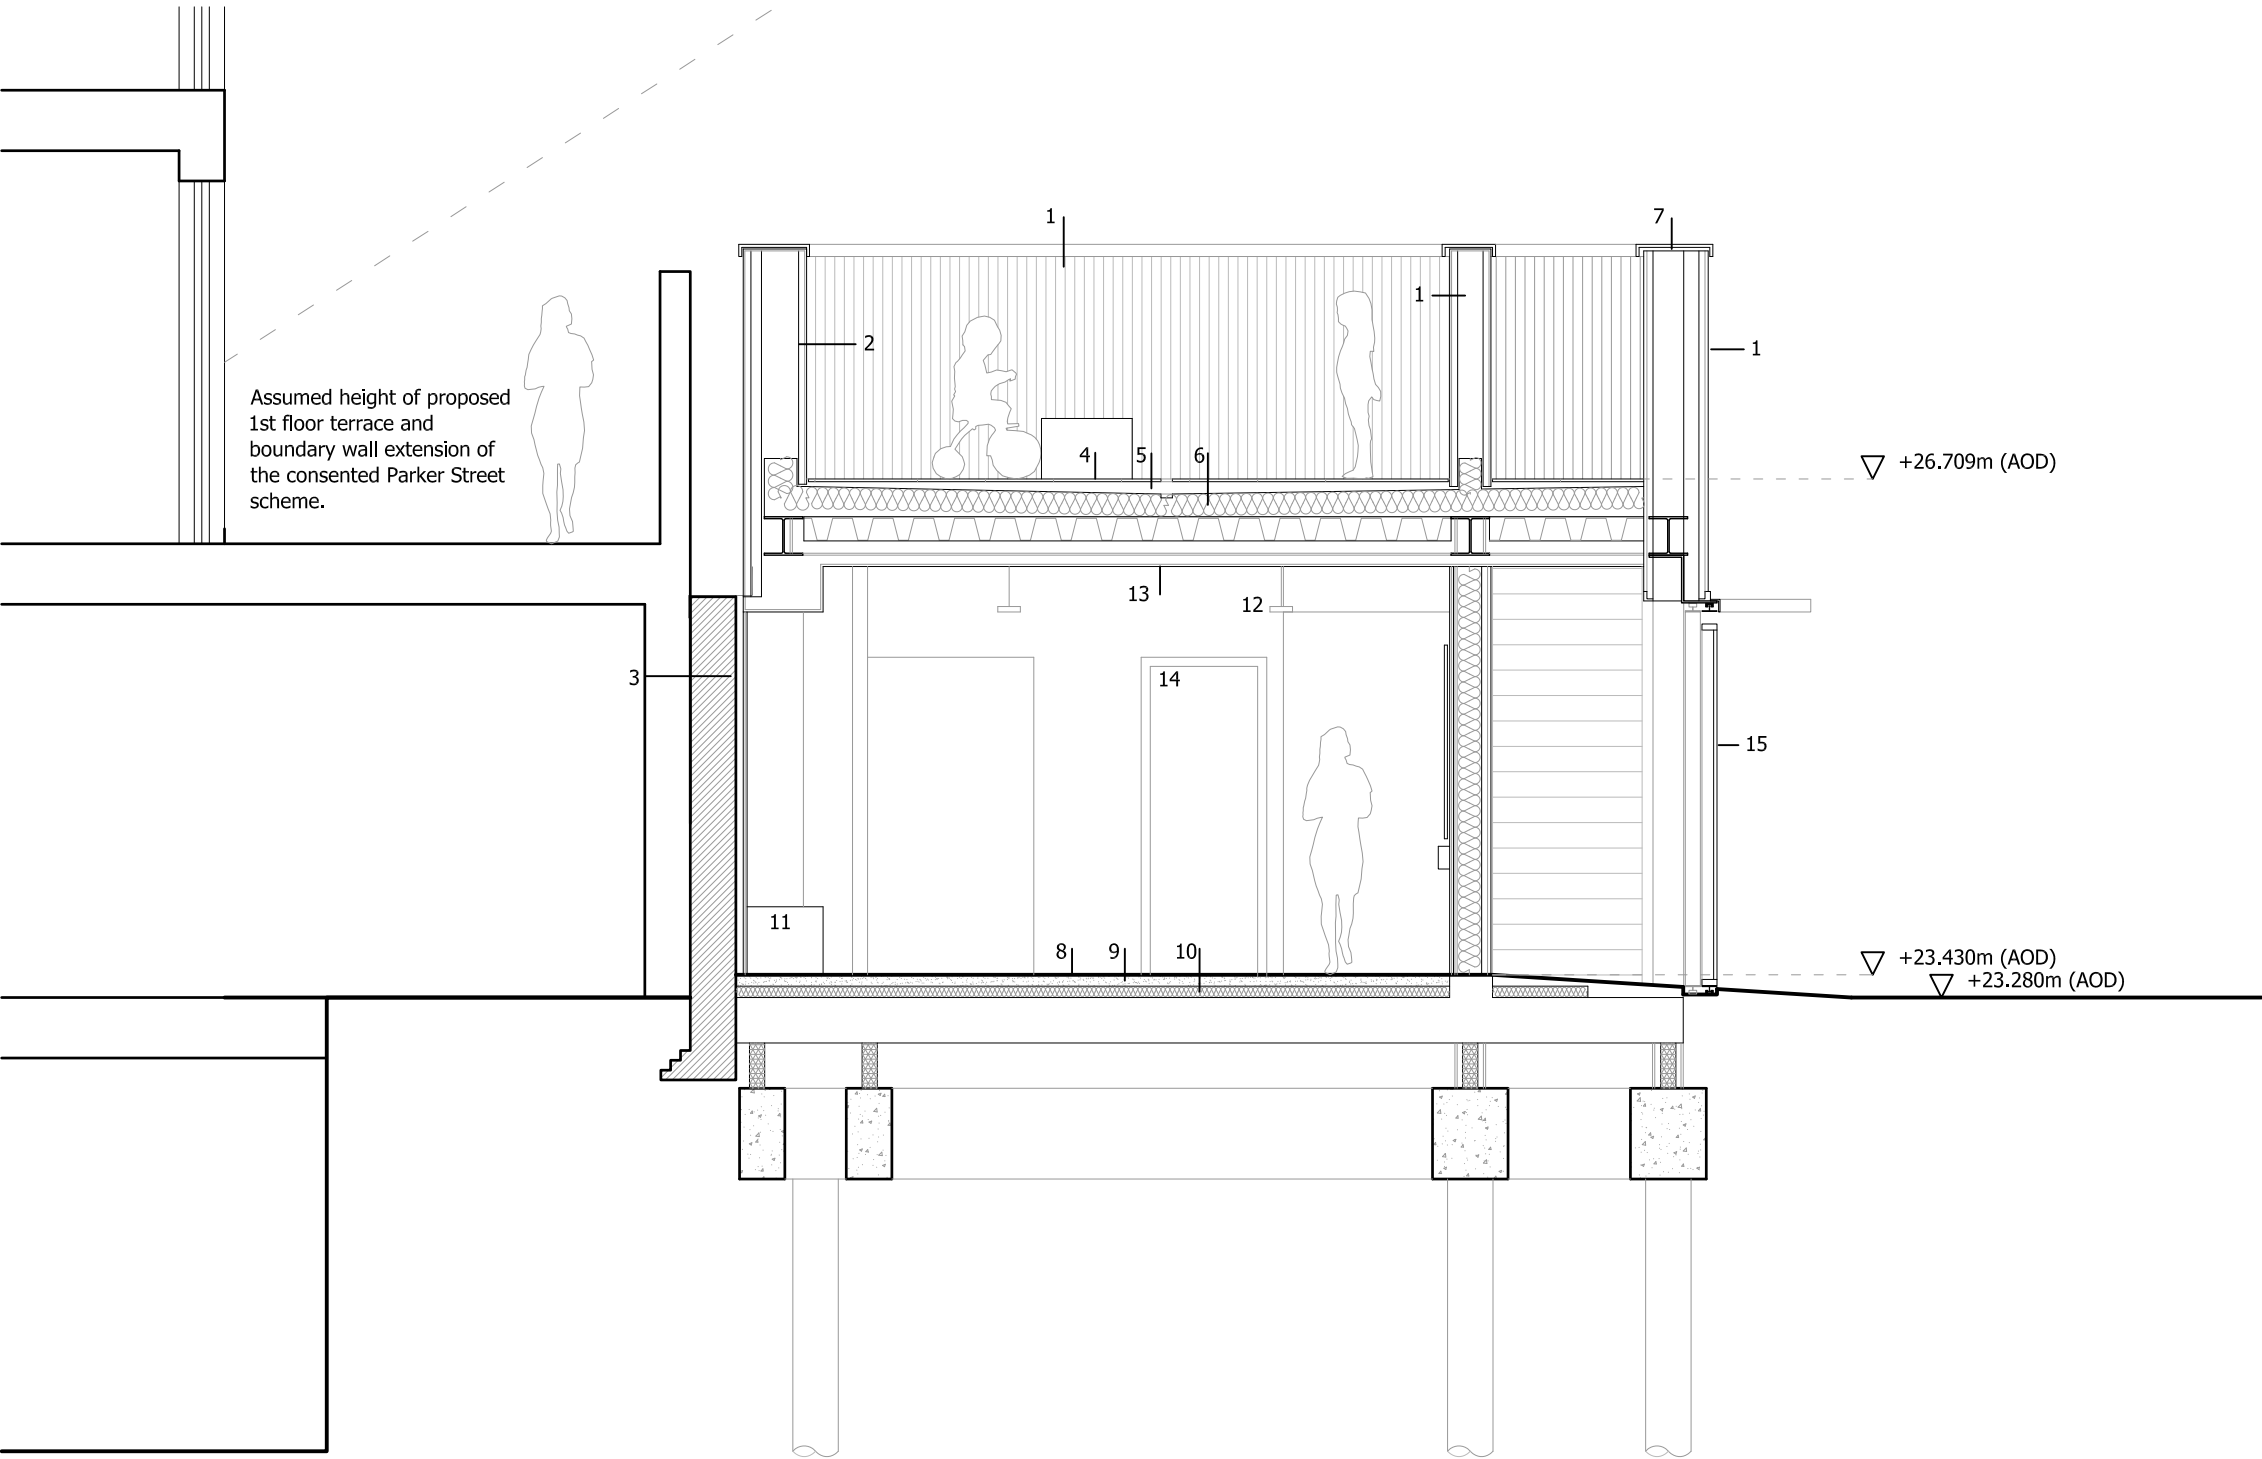 1
7
1
2
1
Assumed height of proposed
1st floor terrace and
boundary wall extension of
the consented Parker Street
scheme.
4 5 6
+26.709m (AOD)
13
12
3
14
15
11
8 9 10
+23.430m (AOD)
+23.280m (AOD)